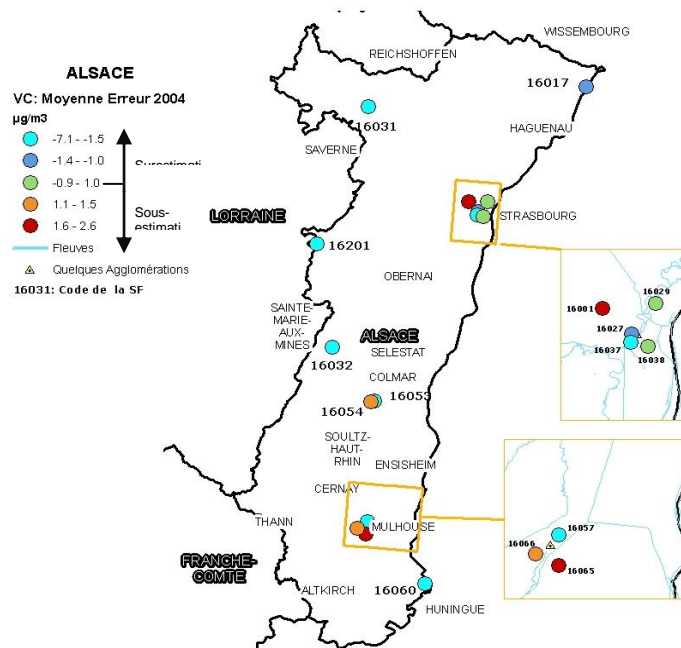 WISSEMBOURG
REICHSHOFFEN
ALSACE
VC: Moyenne Erreur 2004
µg/m3
-7.1 - -1.5
-1.4 - -1.0
-0.9 - 1.0
1.1 - 1.5
1.6 - 2.6
Sous-
estimati
Fleuves
Quelques Agglomérations
16031: Code de la SF
16017
16031
HAGUENAU
SAVERNE
LORRAINE
STRASBOURG
16201
OBERNAI
SAINTE-
MARIE-
AUX-
MINES
ALSACE
SELESTAT
16032
COLMAR
16053
16054
SOULTZ-
HAUT-
RHIN
ENSISHEIM
CERNAY
THANN
MULHOUSE
FRANCHE-
COMTE
ALTKIRCH
16060
HUNINGUE
16029
16001
16027
16037
16038
16057
16066
16065